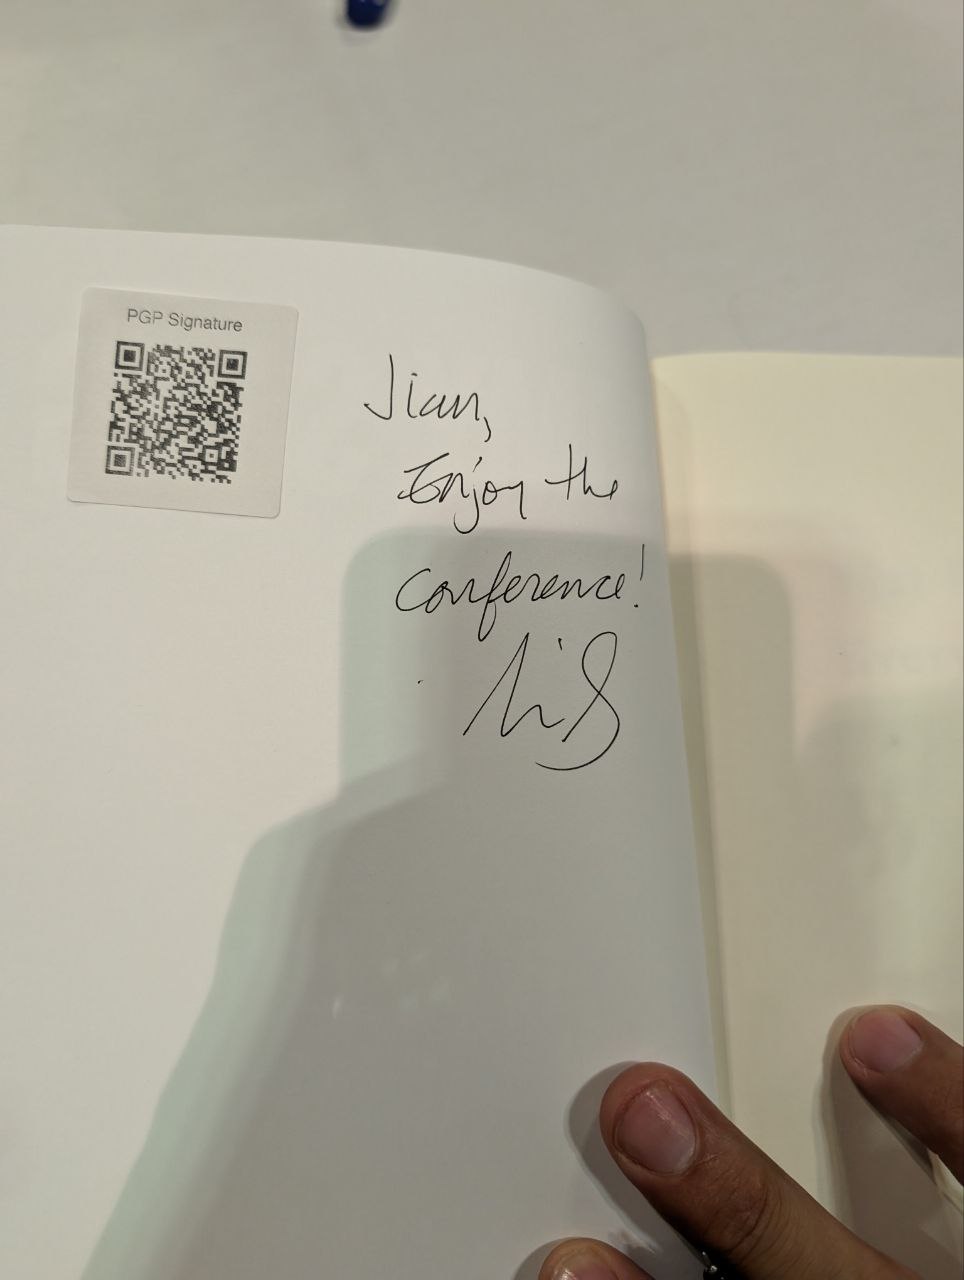 PGP Signature
Jian,
Enjoy the
conference!